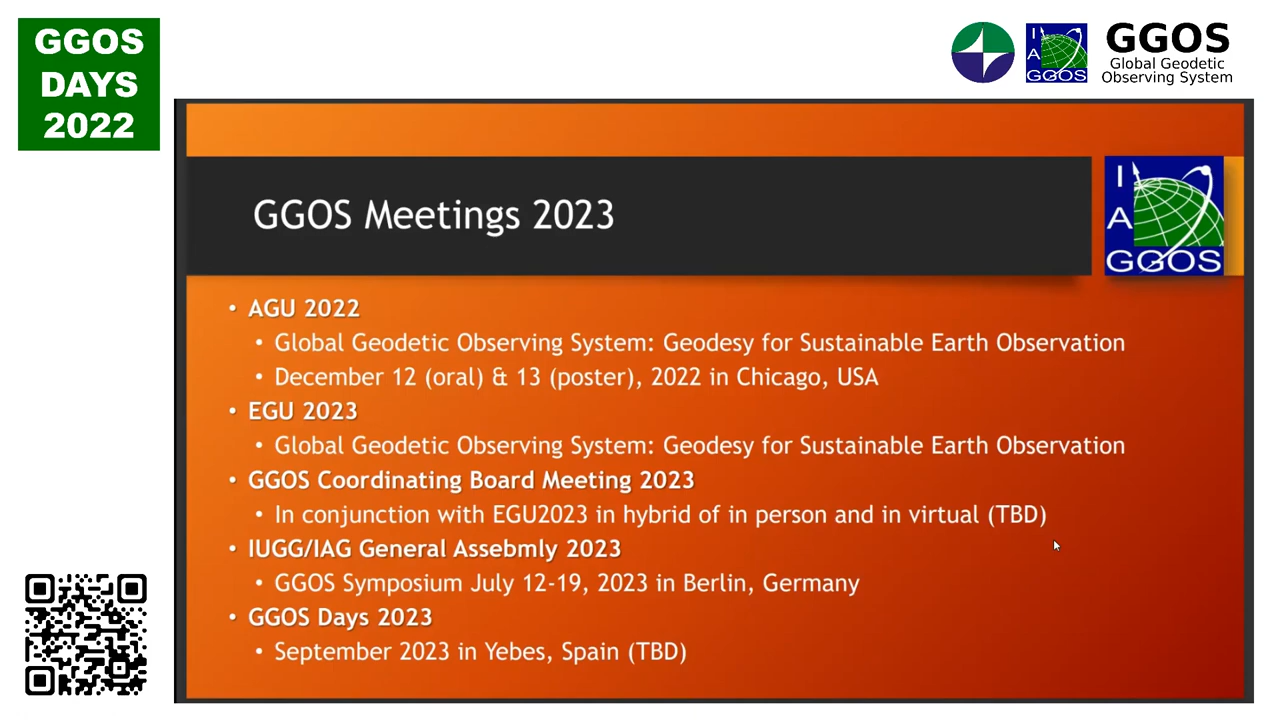 GGOS
DAYS
2022
I
A
GGOS
GGOS
Global Geodetic
Observing System
GGOS Meetings 2023
I
A
GGOS
• AGU 2022
• Global Geodetic Observing System: Geodesy for Sustainable Earth Observation
• December 12 (oral) & 13 (poster), 2022 in Chicago, USA
• EGU 2023
• Global Geodetic Observing System: Geodesy for Sustainable Earth Observation
• GGOS Coordinating Board Meeting 2023
• In conjunction with EGU2023 in hybrid of in person and in virtual (TBD)
• IUGG/IAG General Assebmly 2023
• GGOS Symposium July 12-19, 2023 in Berlin, Germany
• GGOS Days 2023
• September 2023 in Yebes, Spain (TBD)